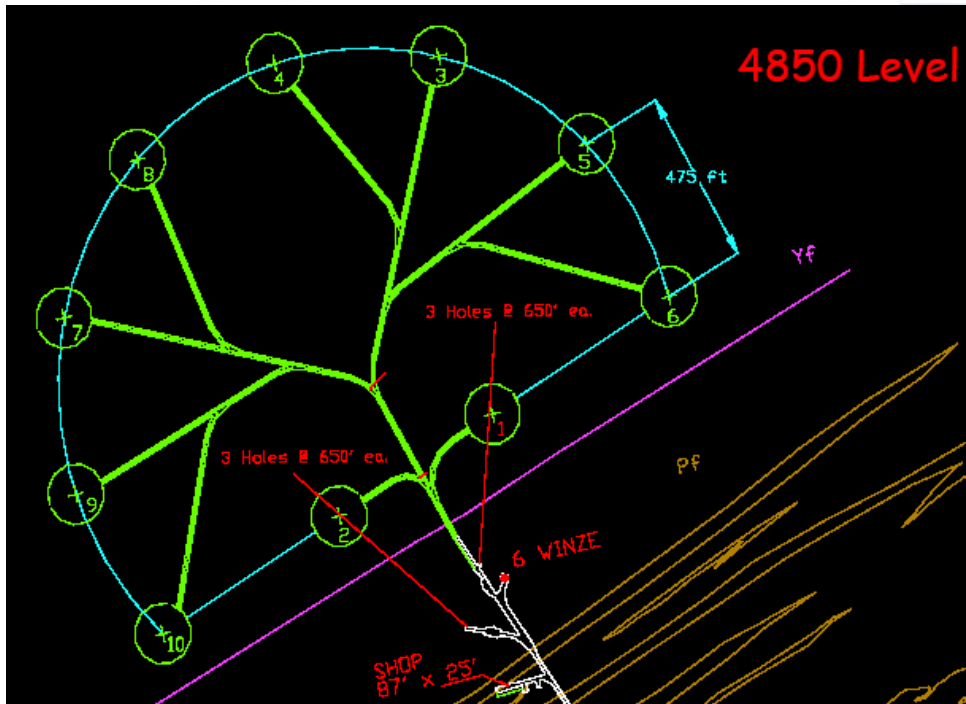 4850 Level
4
3
8
5
475 ft
Yf
7
6
3 Holes @ 650' ea.
1
3 Holes @ 650' ea.
Pf
9
2
6 WINZE
10
SHOP
87' x 25'